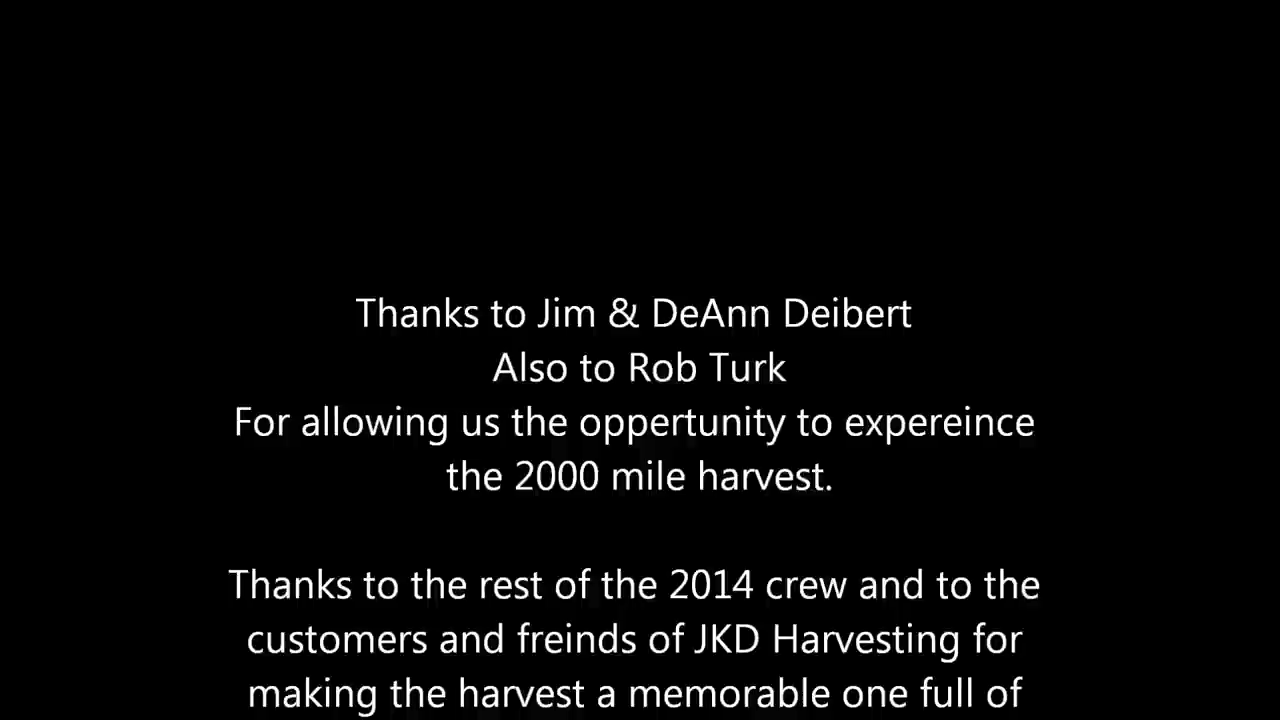 Thanks to Jim & DeAnn Deibert
Also to Rob Turk
For allowing us the oppertunity to expereince
the 2000 mile harvest.
Thanks to the rest of the 2014 crew and to the
customers and freinds of JKD Harvesting for
making the harvest a memorable one full of